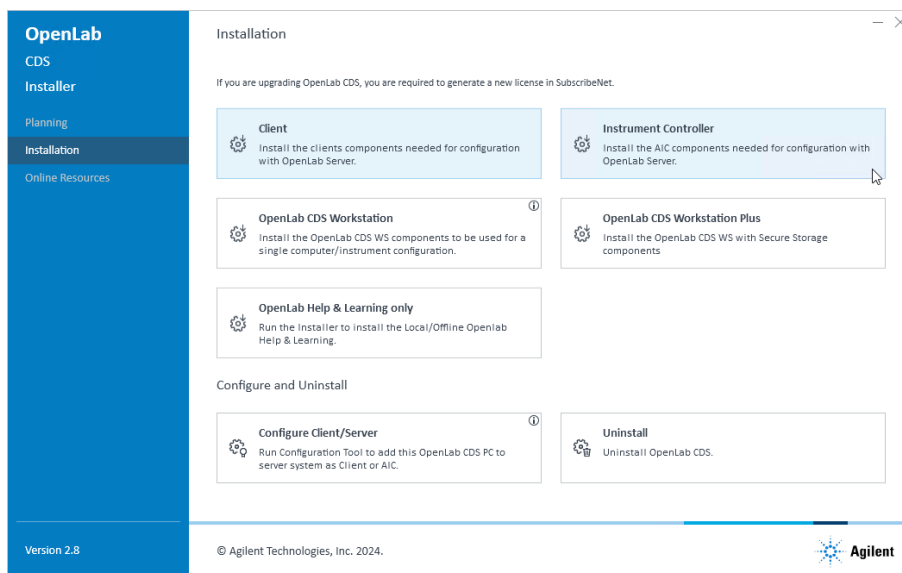 OpenLab
CDS
Installer
Planning
Installation
Online Resources
Version 2.8
Installation
If you are upgrading OpenLab CDS, you are required to generate a new license in SubscribeNet.
Client
Install the clients components needed for configuration
with OpenLab Server.
Instrument Controller
Install the AIC components needed for configuration with
OpenLab Server.
OpenLab CDS Workstation
Install the OpenLab CDS WS components to be used for a
single computer/instrument configuration.
OpenLab CDS Workstation Plus
Install the OpenLab CDS WS with Secure Storage
components
OpenLab Help & Learning only
Run the Installer to install the Local/Offline Openlab
Help & Learning.
Configure and Uninstall
Configure Client/Server
Run Configuration Tool to add this OpenLab CDS PC to
server system as Client or AIC.
Uninstall
Uninstall OpenLab CDS.
© Agilent Technologies, Inc. 2024.
Agilent